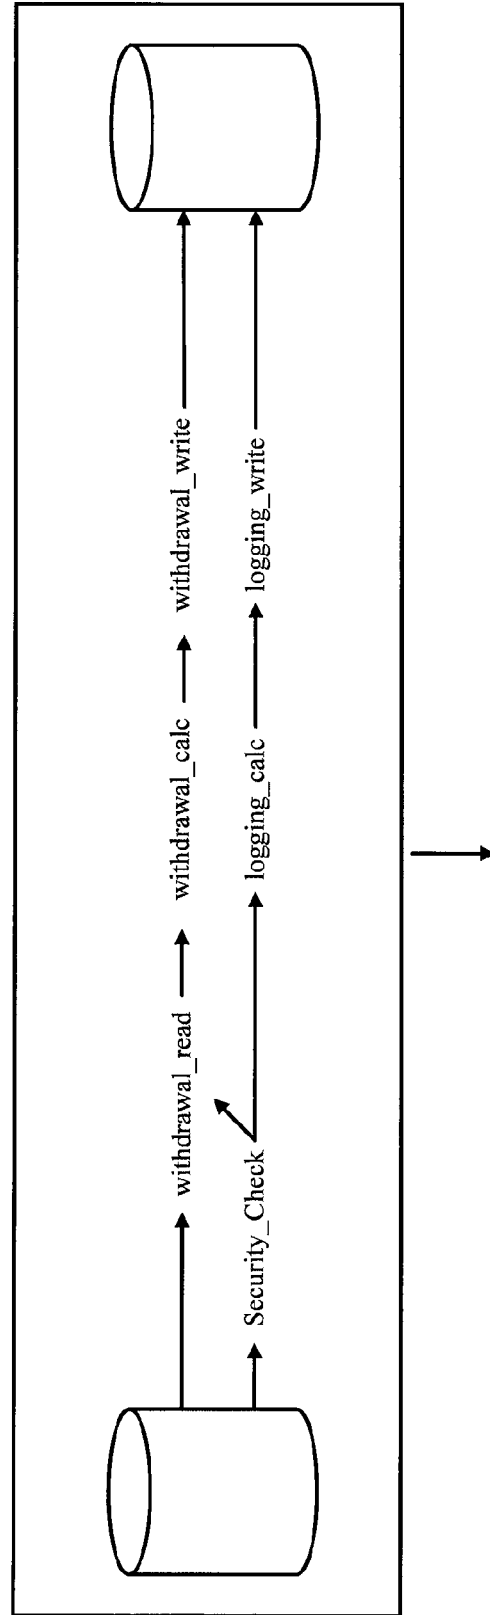 withdrawal_read
withdrawal_calc
withdrawal_write
Security_Check
logging_calc
logging_write